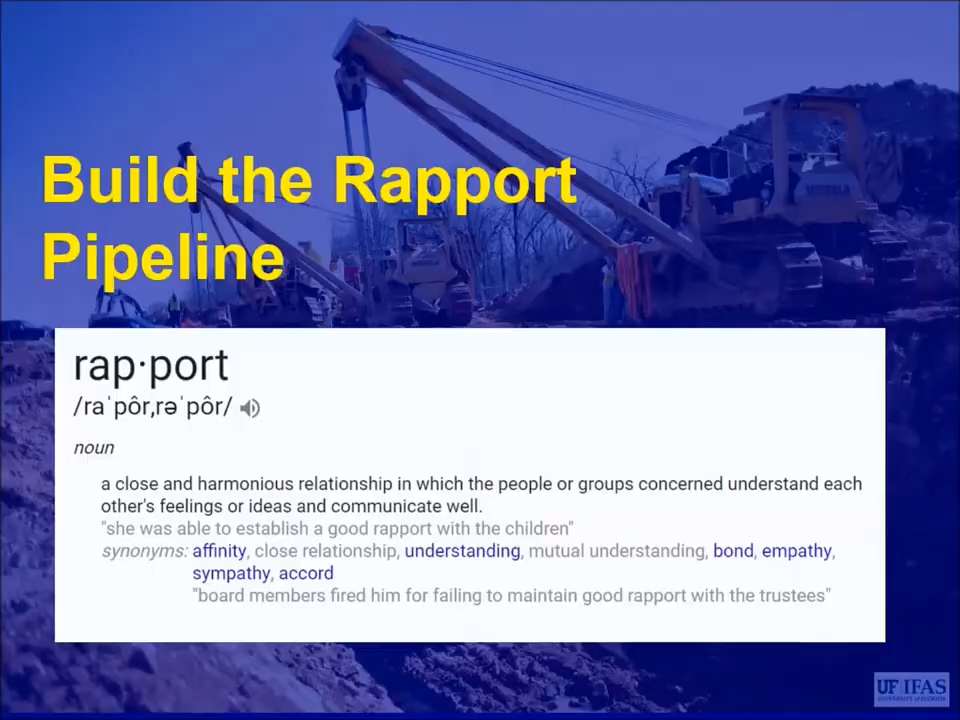 Build the Rapport
Pipeline
rap·port
/raˈpôr,rəˈpôr/
noun
a close and harmonious relationship in which the people or groups concerned understand each
other's feelings or ideas and communicate well.
"she was able to establish a good rapport with the children"
synonyms: affinity, close relationship, understanding, mutual understanding, bond, empathy,
sympathy, accord
"board members fired him for failing to maintain good rapport with the trustees"
UF IFAS
UNIVERSITY of FLORIDA